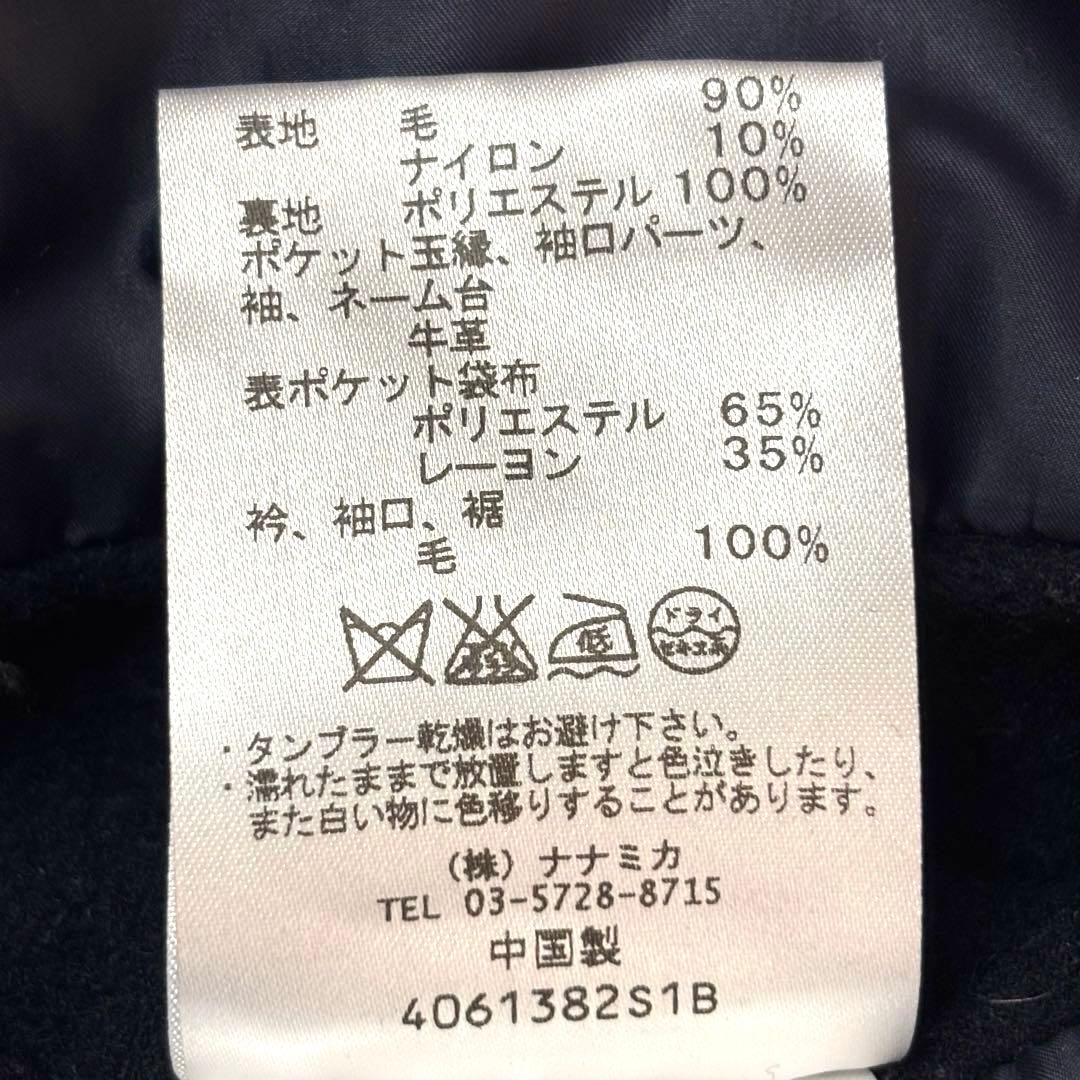 表地 毛 90%
ナイロン 10%
裏地 ポリエステル 100%
ポケット玉縁、袖口パーツ、
袖、ネーム台
牛革
表ポケット袋布
ポリエステル 65%
レーヨン 35%
衿、袖口、裾
毛 100%
低
ドライ
セキユ系
・タンブラー乾燥はお避け下さい。
・濡れたままで放置しますと色泣きしたり、
また白い物に色移りすることがあります。
(株)ナナミカ
TEL 03-5728-8715
中国製
4061382S1B